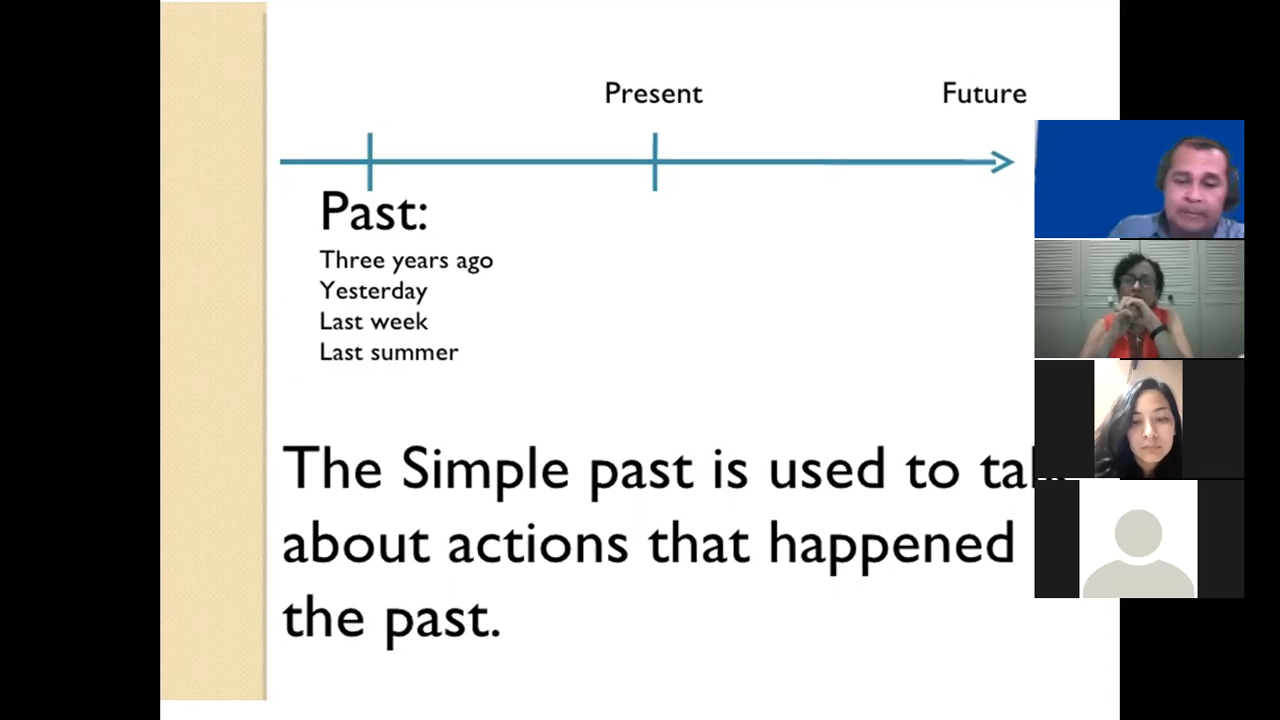 Present Future
Past:
Three years ago
Yesterday
Last week
Last summer
The Simple past is used to
about actions that happened
the past.